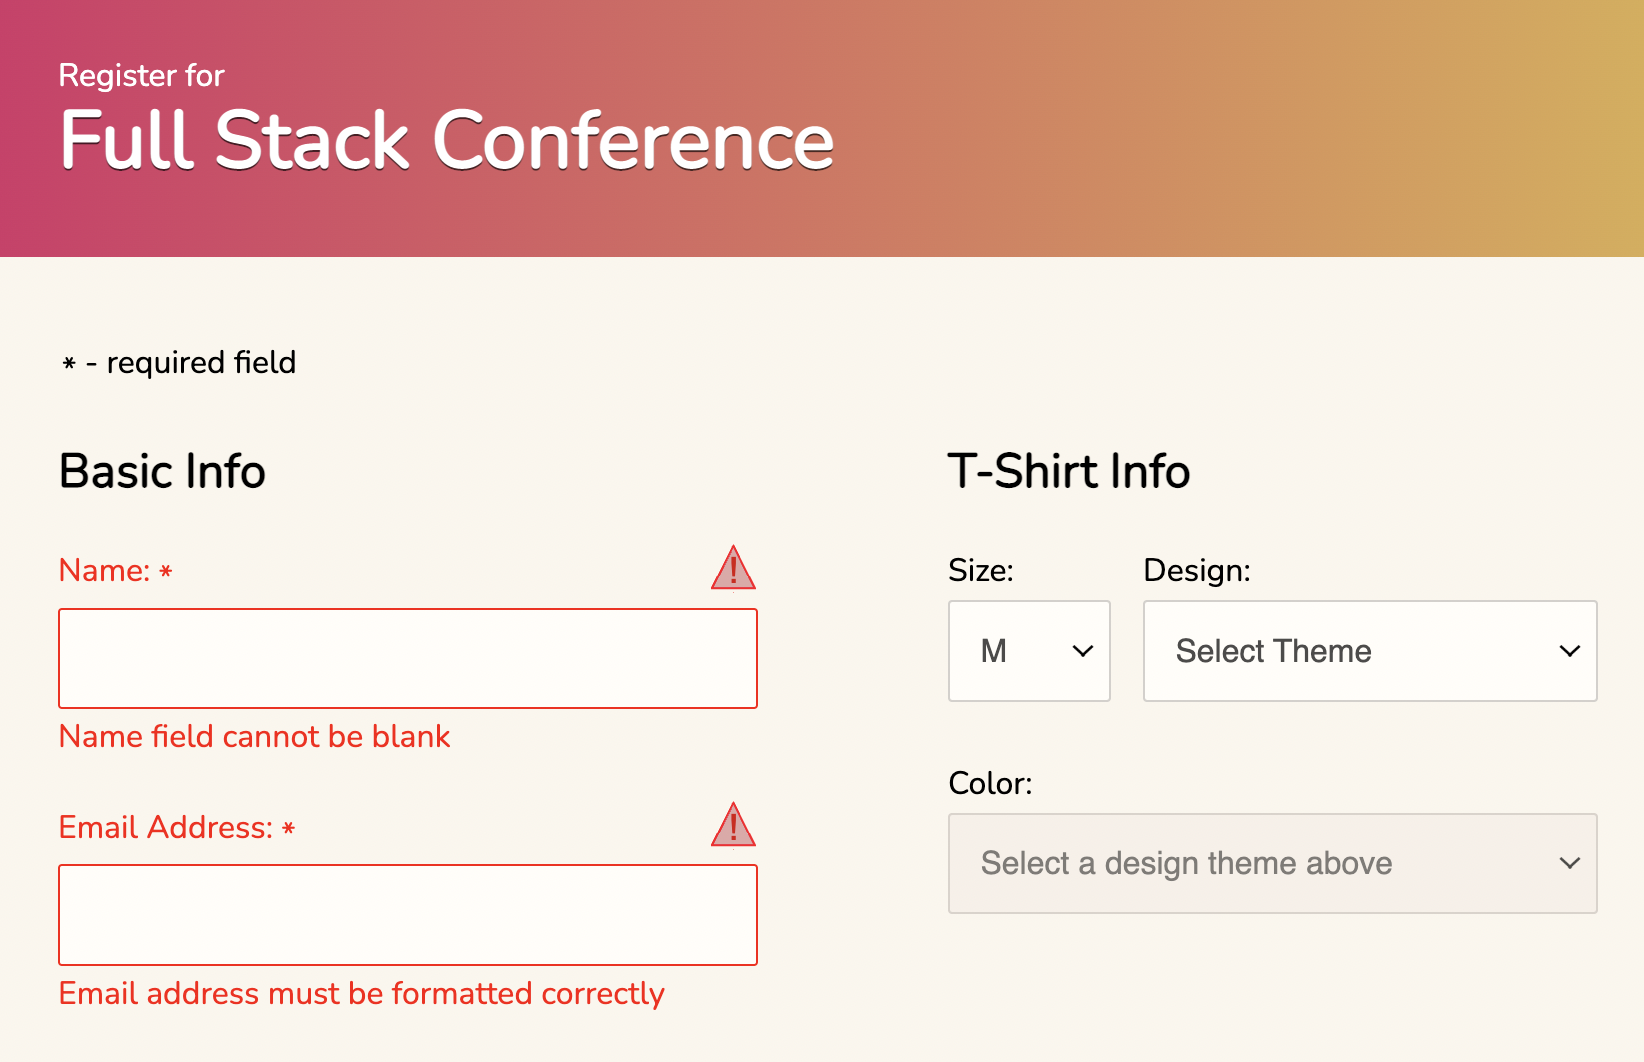 Register for
Full Stack Conference
* - required field
Basic Info
Name: *
Name field cannot be blank
Email Address: *
Email address must be formatted correctly
T-Shirt Info
Size:
M
Design:
Select Theme
Color:
Select a design theme above